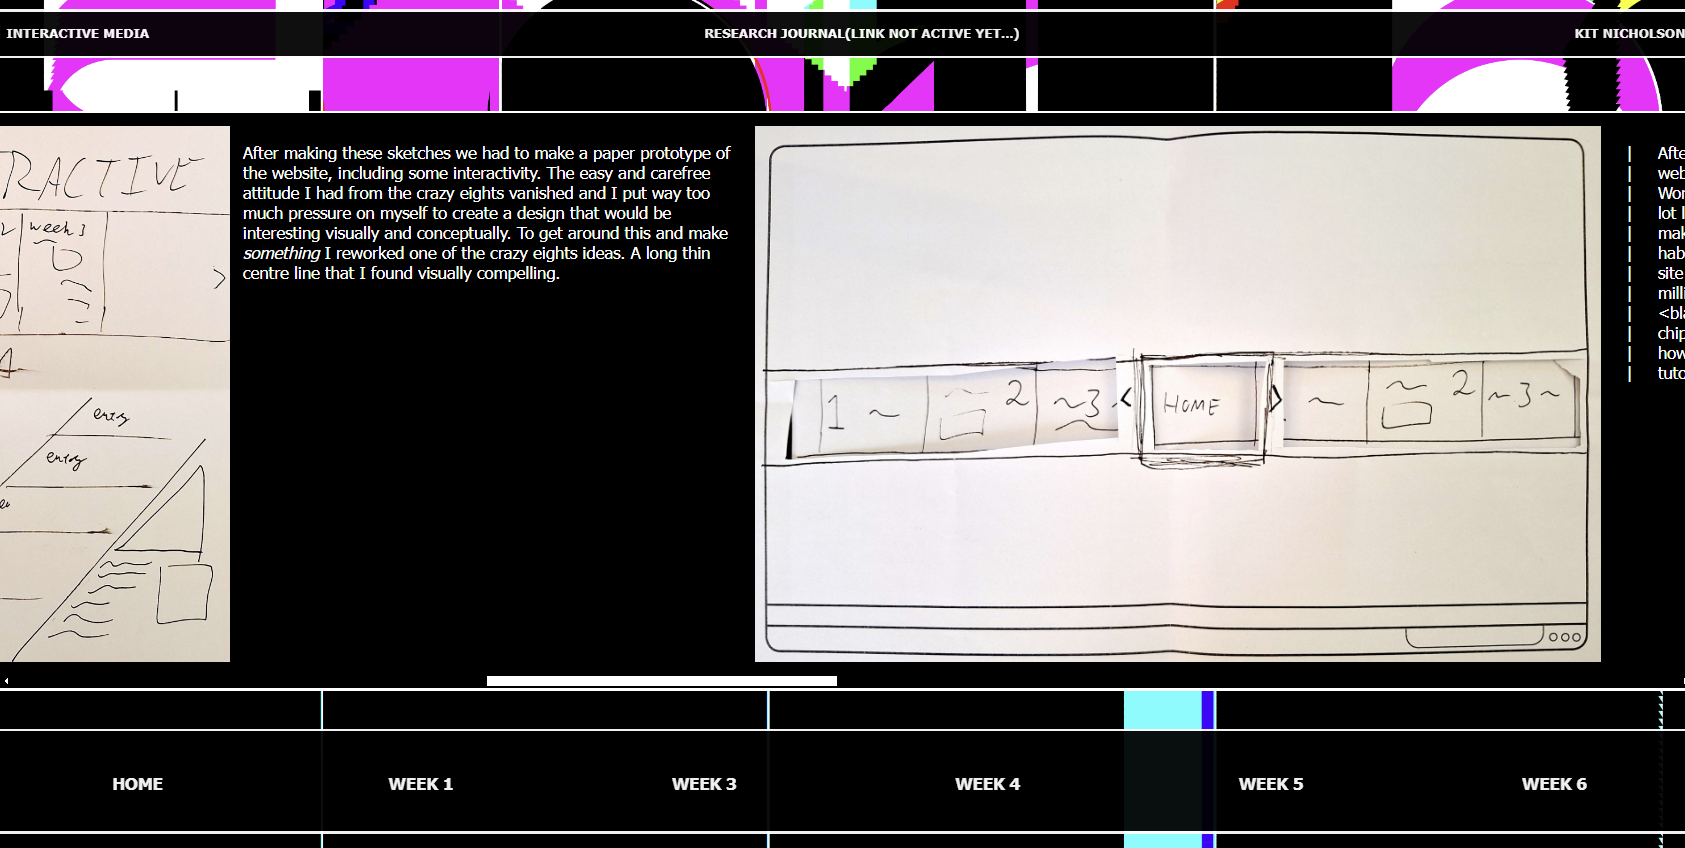 INTERACTIVE MEDIA
RESEARCH JOURNAL(LINK NOT ACTIVE YET...)
KIT NICHOLSON
RACTIVE
2
week 3
entry
entry
After making these sketches we had to make a paper prototype of
the website, including some interactivity. The easy and carefree
attitude I had from the crazy eights vanished and I put way too
much pressure on myself to create a design that would be
interesting visually and conceptually. To get around this and make
something I reworked one of the crazy eights ideas. A long thin
centre line that I found visually compelling.
1 ~ ~ 2 ~3 ~ < HOME > ~ ~ 2 ~ 3 ~
| Afte
| web
| Wor
| lot I
| mak
| hab
| site
| milli
| <bla
| chip
| how
| tuto
HOME
WEEK 1
WEEK 3
WEEK 4
WEEK 5
WEEK 6